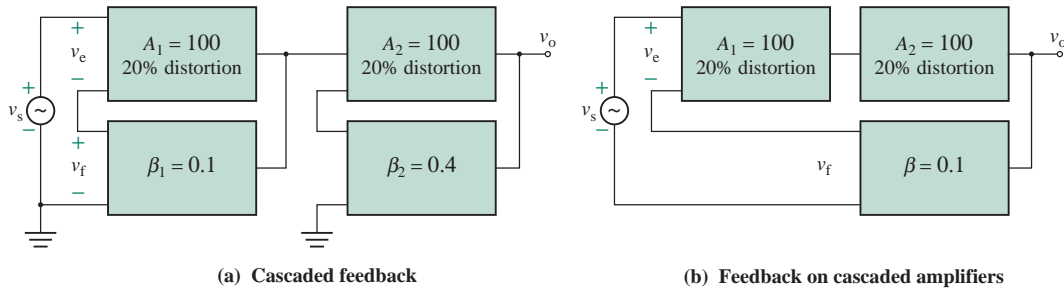 +
v_e
−
A_1 = 100
20% distortion
A_2 = 100
20% distortion
v_o
+
v_s
~
−
+
v_f
−
β_1 = 0.1
β_2 = 0.4
(a) Cascaded feedback
+
v_e
−
A_1 = 100
20% distortion
A_2 = 100
20% distortion
v_o
+
v_s
~
−
v_f
β = 0.1
(b) Feedback on cascaded amplifiers